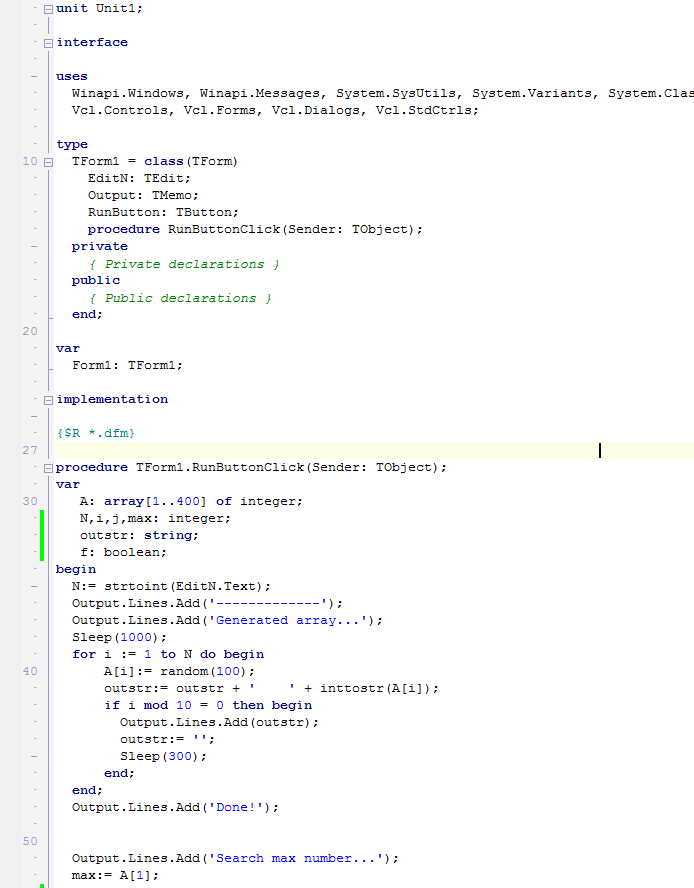 unit Unit1;
interface
uses
Winapi.Windows, Winapi.Messages, System.SysUtils, System.Variants, System.Clas
Vcl.Controls, Vcl.Forms, Vcl.Dialogs, Vcl.StdCtrls;
type
10 TForm1 = class(TForm)
EditN: TEdit;
Output: TMemo;
RunButton: TButton;
procedure RunButtonClick(Sender: TObject);
private
{ Private declarations }
public
{ Public declarations }
end;
20
var
Form1: TForm1;
implementation
{$R *.dfm}
27
procedure TForm1.RunButtonClick(Sender: TObject);
var
30 A: array[1..400] of integer;
N,i,j,max: integer;
outstr: string;
f: boolean;
begin
N:= strtoint(EditN.Text);
Output.Lines.Add('-------------');
Output.Lines.Add('Generated array...');
Sleep(1000);
for i := 1 to N do begin
40 A[i]:= random(100);
outstr:= outstr + '    ' + inttostr(A[i]);
if i mod 10 = 0 then begin
Output.Lines.Add(outstr);
outstr:= '';
Sleep(300);
end;
end;
Output.Lines.Add('Done!');
50
Output.Lines.Add('Search max number...');
max:= A[1];